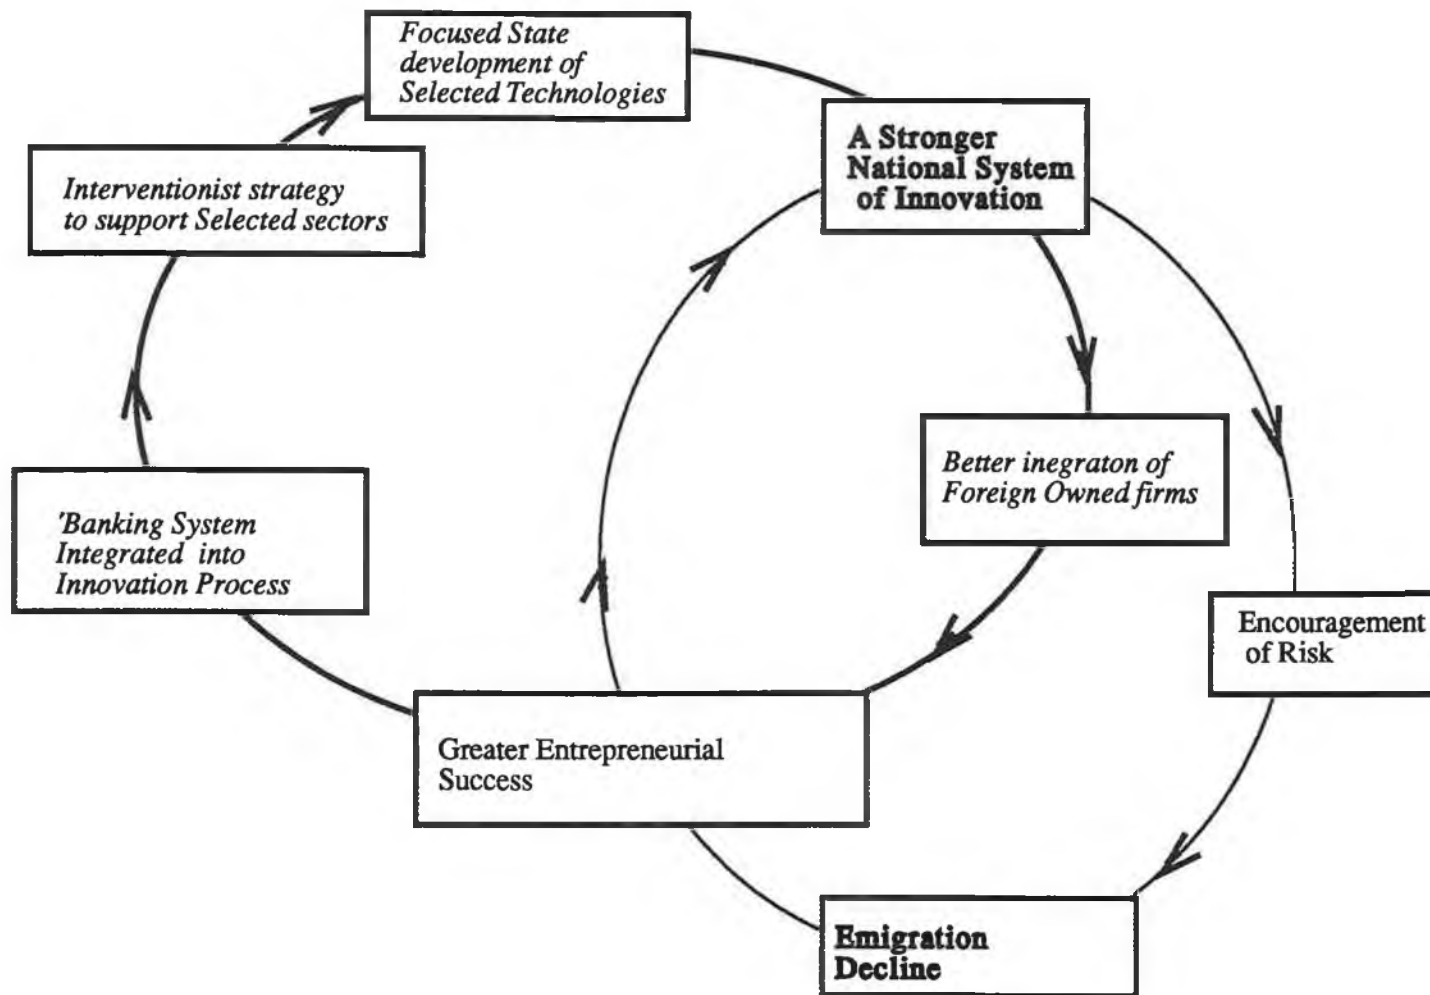 Focused State
development of
Selected Technologies
A Stronger
National System
of Innovation
Interventionist strategy
to support Selected sectors
Better inegraton of
Foreign Owned firms
'Banking System
Integrated into
Innovation Process
Encouragement
of Risk
Greater Entrepreneurial
Success
Emigration
Decline